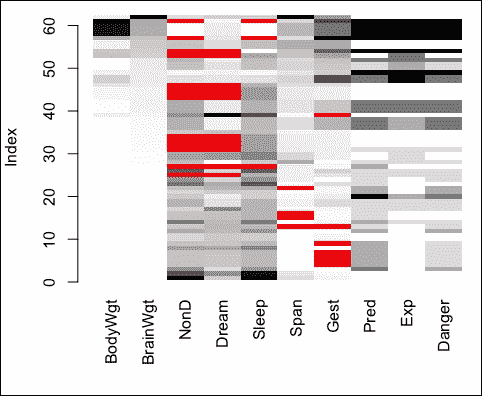 Index
60
50
40
30
20
10
0
BodyWgt
BrainWgt
NonD
Dream
Sleep
Span
Gest
Pred
Exp
Danger